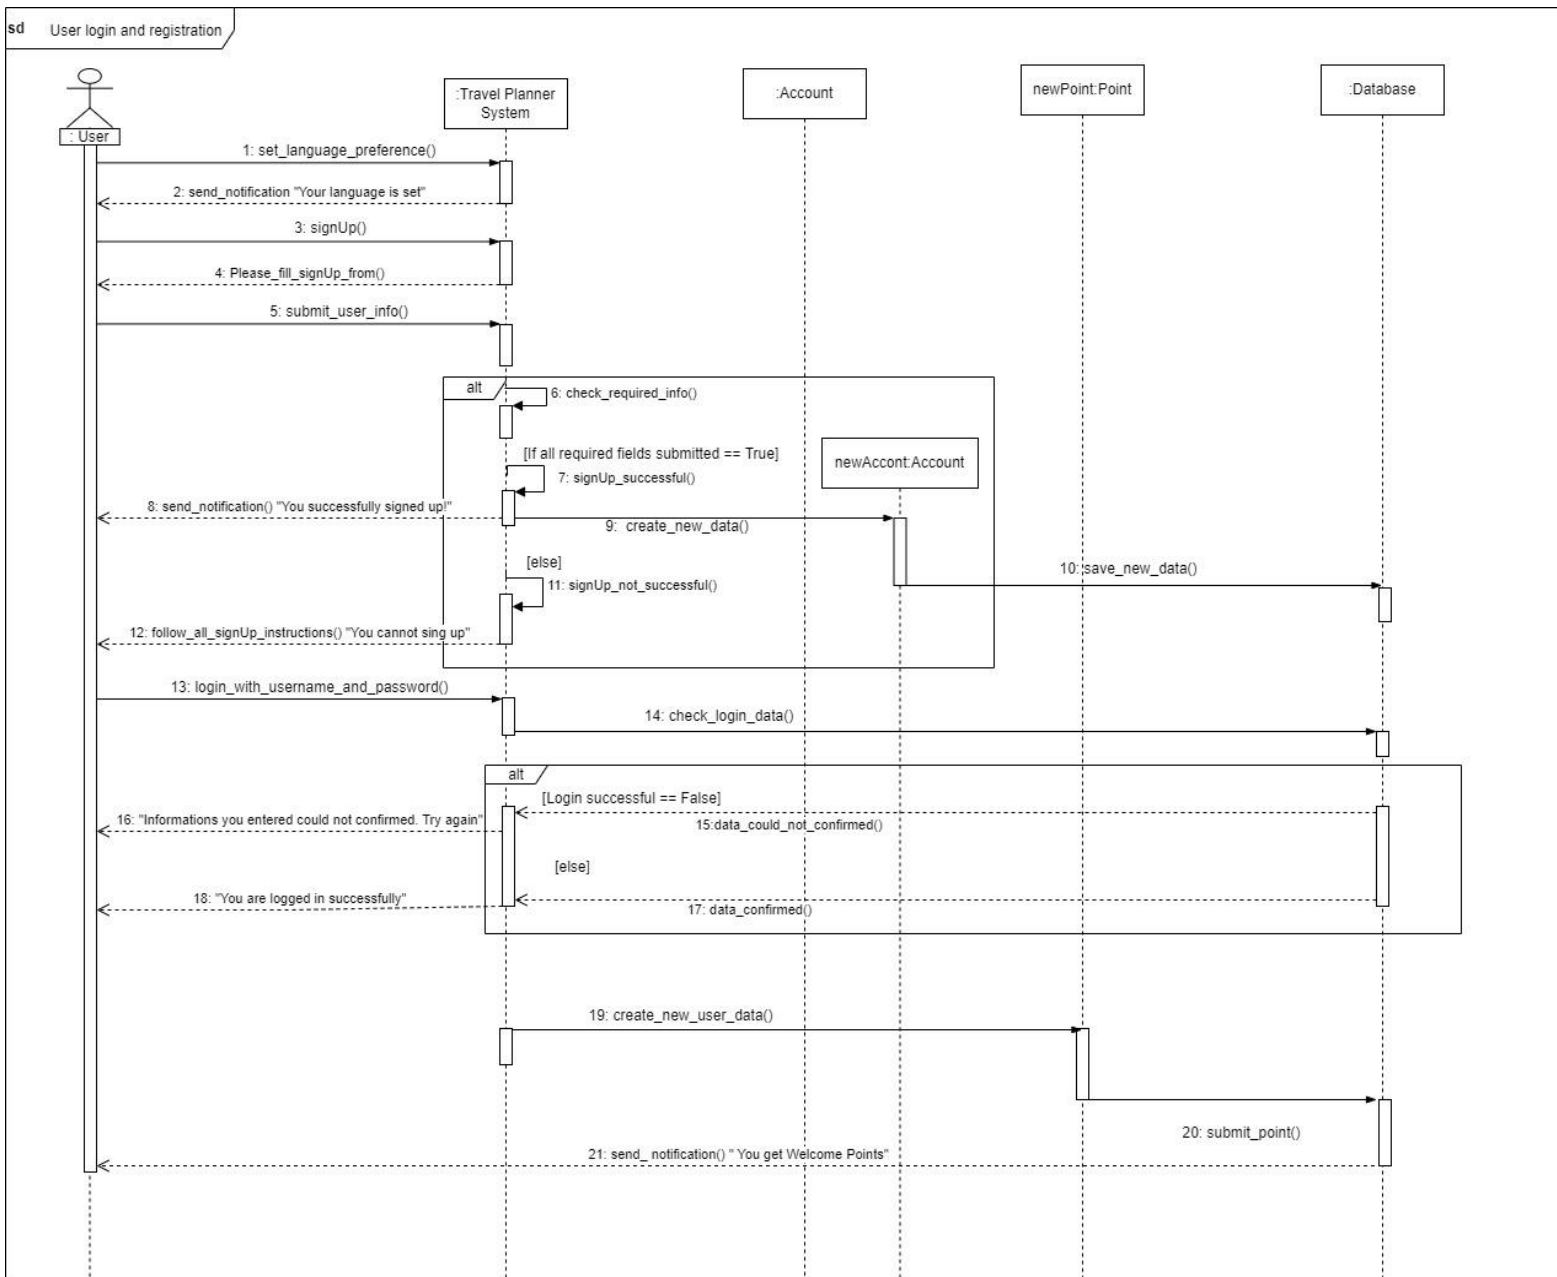 sd User login and registration
:Travel Planner
System
:Account
newPoint:Point
:Database
: User
1: set_language_preference()
2: send_notification "Your language is set"
3: signUp()
4: Please_fill_signUp_from()
5: submit_user_info()
alt
6: check_required_info()
[If all required fields submitted == True]
newAccont:Account
7: signUp_successful()
8: send_notification() "You successfully signed up!"
9: create_new_data()
[else]
10: save_new_data()
11: signUp_not_successful()
12: follow_all_signUp_instructions() "You cannot sing up"
13: login_with_username_and_password()
14: check_login_data()
alt
[Login successful == False]
16: "Informations you entered could not confirmed. Try again"
15:data_could_not_confirmed()
[else]
18: "You are logged in successfully"
17: data_confirmed()
19: create_new_user_data()
20: submit_point()
21: send_ notification() " You get Welcome Points"